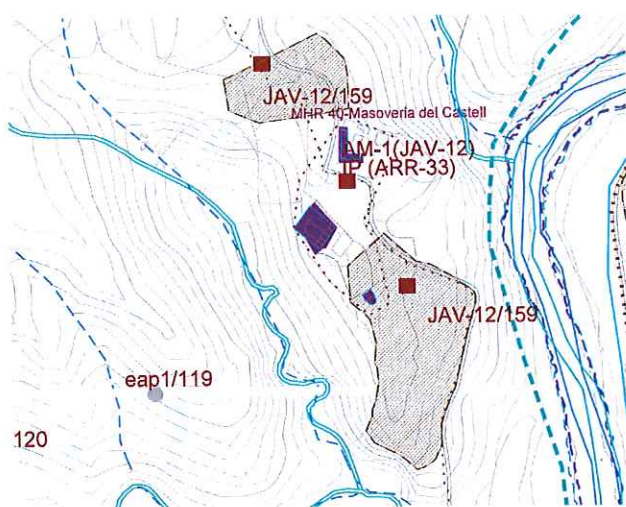 JAV-12/159
MHR-40-Masoveria del Castell
AM-1(JAV-12)
IP (ARR-33)
JAV-12/159
eap1/119
120